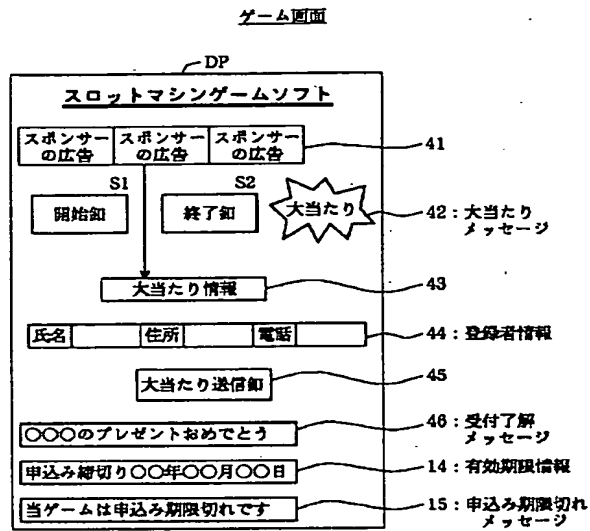 ゲーム画面
DP
スロットマシンゲームソフト
スポンサーの広告 スポンサーの広告 スポンサーの広告
41
S1
S2
開始釦
終了釦
大当たり
42：大当たりメッセージ
大当たり情報
43
氏名 住所 電話
44：登録者情報
大当たり送信釦
45
○○○のプレゼントおめでとう
46：受付了解メッセージ
申込み締切り○○年○○月○○日
14：有効期限情報
当ゲームは申込み期限切れです
15：申込み期限切れメッセージ